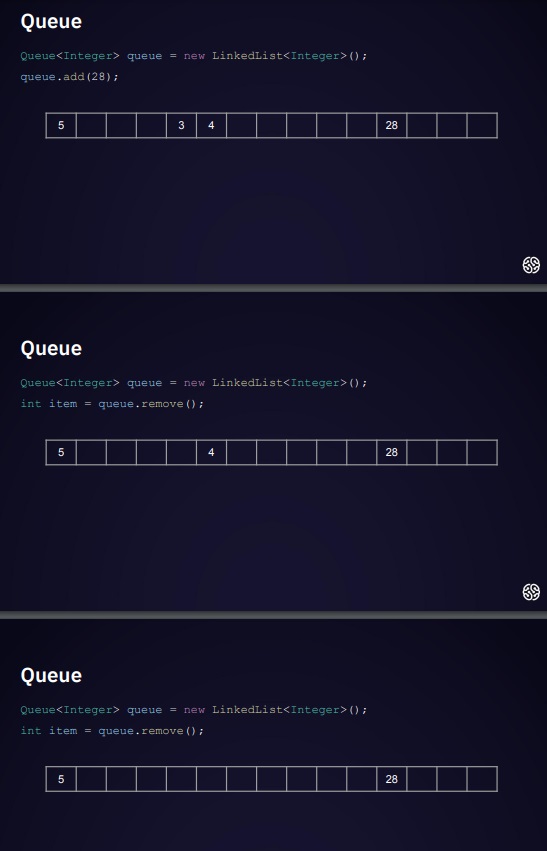 Queue
Queue<Integer> queue = new LinkedList<Integer>();
queue.add(28);
5 3 4 28
Queue
Queue<Integer> queue = new LinkedList<Integer>();
int item = queue.remove();
5 4 28
Queue
Queue<Integer> queue = new LinkedList<Integer>();
int item = queue.remove();
5 28